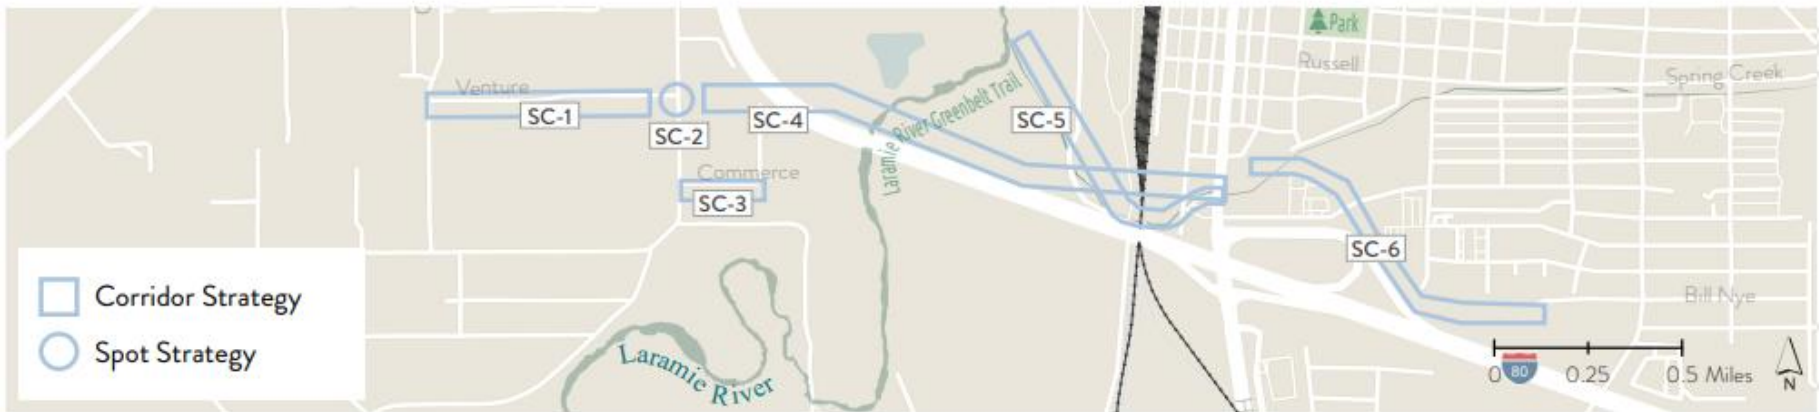 Park
Russell
Spring Creek
Venture
SC-1
SC-2
SC-4
Laramie River Greenbelt Trail
SC-5
Commerce
SC-3
SC-6
Bill Nye
Corridor Strategy
Spot Strategy
Laramie River
80
0 0.25 0.5 Miles
N